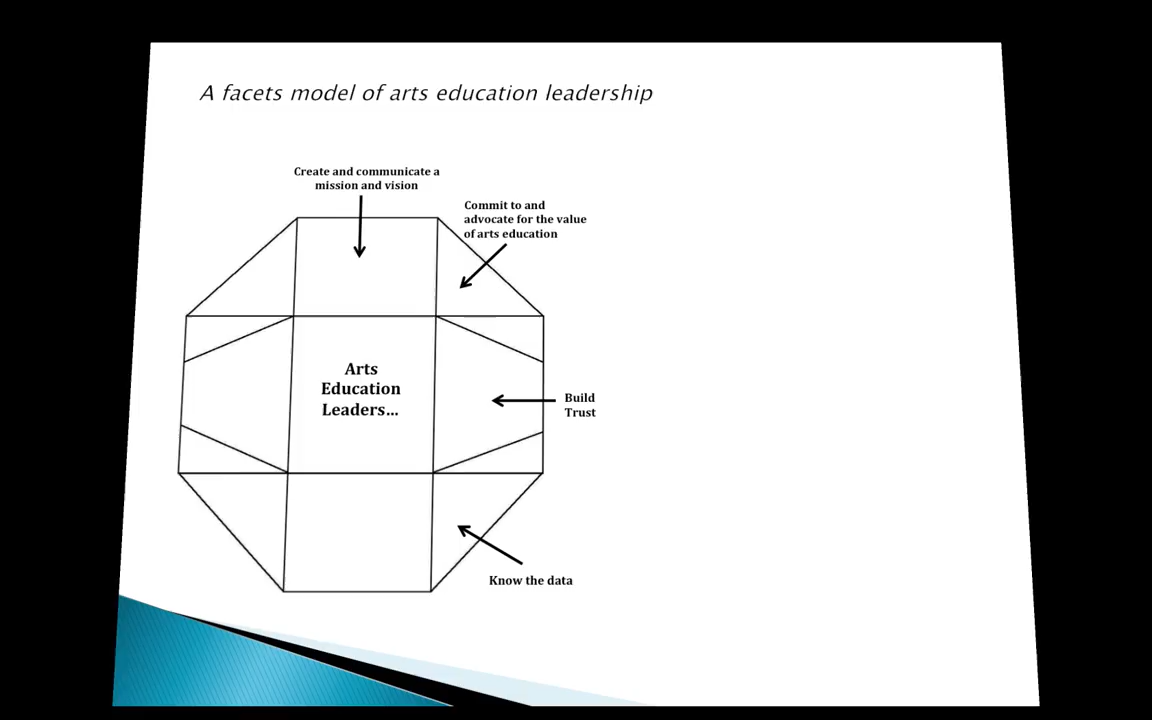 A facets model of arts education leadership
Create and communicate a
mission and vision
Commit to and
advocate for the value
of arts education
Arts
Education
Leaders...
Build
Trust
Know the data